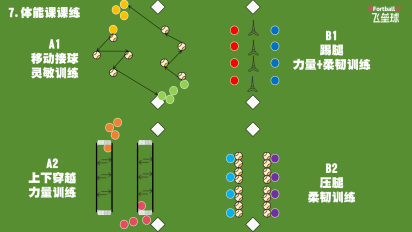 7.体能课课练
Fortball
飞垒球
A1
移动接球
灵敏训练
B1
踢腿
力量+柔韧训练
A2
上下穿越
力量训练
B2
压腿
柔韧训练